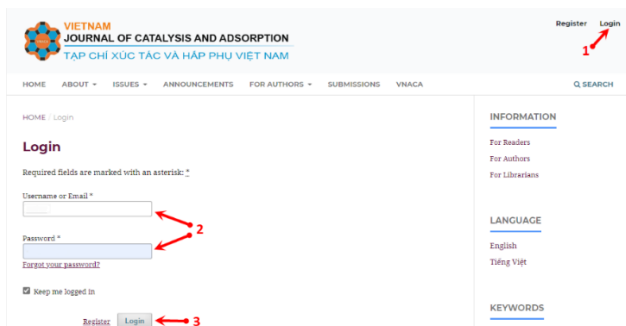 VIETNAM
JOURNAL OF CATALYSIS AND ADSORPTION
TẠP CHÍ XÚC TÁC VÀ HẤP PHỤ VIỆT NAM
Register Login
1
HOME ABOUT ISSUES ANNOUNCEMENTS FOR AUTHORS SUBMISSIONS VNACA SEARCH
HOME / Login
Login
Required fields are marked with an asterisk: *
Username or Email *
2
Password *
Forgot your password?
Keep me logged in
Register Login
3
INFORMATION
For Readers
For Authors
For Librarians
LANGUAGE
English
Tiếng Việt
KEYWORDS